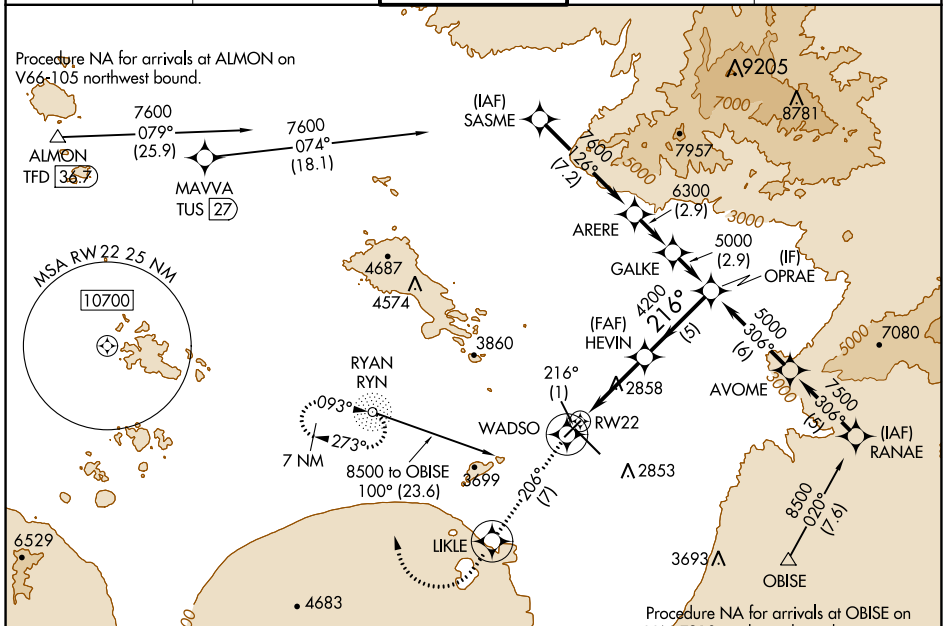 Procedure NA for arrivals at ALMON on
V66-105 northwest bound.
7600
079°
(25.9)
ALMON
TFD 36.7
7600
074°
(18.1)
MAVVA
TUS 27
(IAF)
SASME
7600
126°
(7.2)
9205
7000
8781
7957
5000
6300
(2.9)
3000
ARERE
5000
(2.9)
GALKE
(IF)
OPRAE
MSA RW22 25 NM
10700
4687
4574
3860
4200
216°
(5)
(FAF)
HEVIN
5000
306°
(6)
5000
7080
AVOME
3000
7500
306°
(5)
(IAF)
RANAE
RYAN
RYN
093°
273°
7 NM
8500 to OBISE
100° (23.6)
216°
(1)
2858
WADSO
RW22
3699
2853
206°
(7)
8500
020°
(7.6)
6529
LIKLE
3693
OBISE
4683
Procedure NA for arrivals at OBISE on